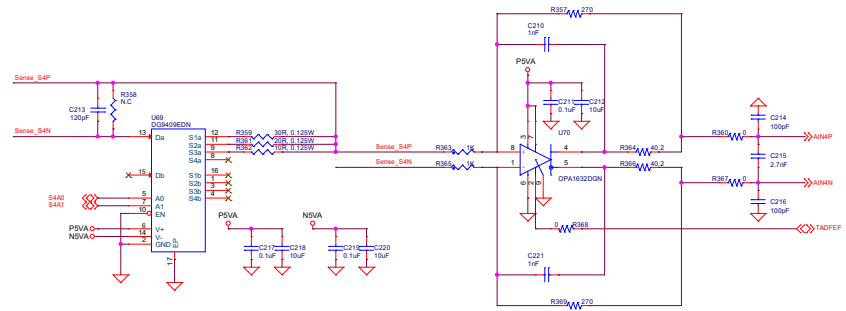 R357 270
C210
1nF
P5VA
Sense_S4P
C213
120pF
R358
N.C
U69
DG9409EDN
C211
0.1uF
C212
10uF
U70
C214
100pF
Sense_S4N
13 Da
S1a 12 R359 30R, 0.125W
S2a 11 R361 20R, 0.125W
S3a 9 R362 10R, 0.125W
S4a 8
Sense_S4P R363 1K
8 3 7 4 R364 40.2
R360 0 AIN4P
C215
2.7nF
15 Db
S1b 16
S2b 1
S3b 3
S4b 4
Sense_S4N R365 1K
1 5 R366 40.2
6 2 9
OPA1632DGN
R367 0 AIN4N
S4A0 5 A0
S4A1 7 A1
10 EN
C216
100pF
P5VA 6 V+
N5VA 14 V-
2 GND EP
17
P5VA
N5VA
0 R368
TADFEF
C217
0.1uF
C218
10uF
C219
0.1uF
C220
10uF
C221
1nF
R369 270